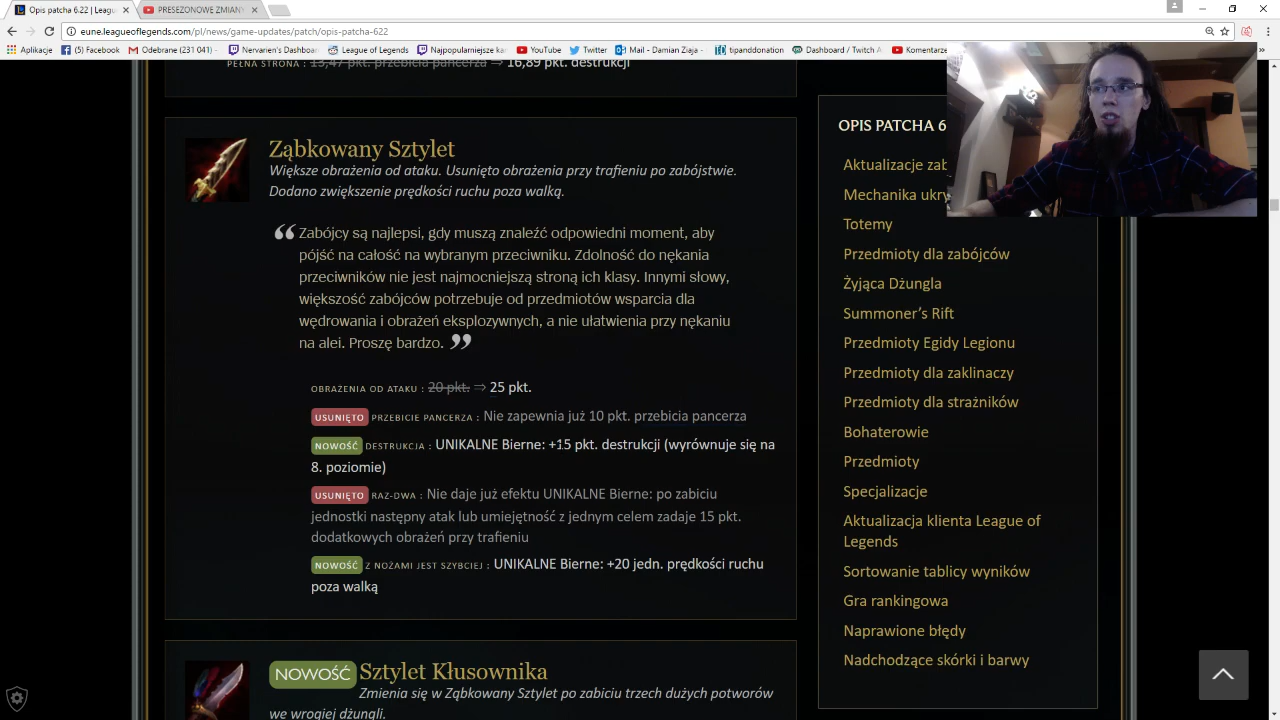 Opis patcha 6.22 | Leagu
PRESEZONOWE ZMIANY
eune.leagueoflegends.com/pl/news/game-updates/patch/opis-patcha-622
Aplikacje
(5) Facebook
Odebrane (231 041)
Nervarien's Dashboar
League of Legends
Najpopularniejsze kan
YouTube
Twitter
Mail - Damian Ziaja
tipanddonation
Dashboard / Twitch A
Komentarze
PEŁNA STRONA : 15,47 pkt. przebicia pancerza ⇒ 16,89 pkt. destrukcji
Ząbkowany Sztylet
Większe obrażenia od ataku. Usunięto obrażenia przy trafieniu po zabójstwie.
Dodano zwiększenie prędkości ruchu poza walką.
“ Zabójcy są najlepsi, gdy muszą znaleźć odpowiedni moment, aby
pójść na całość na wybranym przeciwniku. Zdolność do nękania
przeciwników nie jest najmocniejszą stroną ich klasy. Innymi słowy,
większość zabójców potrzebuje od przedmiotów wsparcia dla
wędrowania i obrażeń eksplozywnych, a nie ułatwienia przy nękaniu
na alei. Proszę bardzo. ”
OBRAŻENIA OD ATAKU : 20 pkt. ⇒ 25 pkt.
USUNIĘTO PRZEBICIE PANCERZA : Nie zapewnia już 10 pkt. przebicia pancerza
NOWOŚĆ DESTRUKCJA : UNIKALNE Bierne: +15 pkt. destrukcji (wyrównuje się na
8. poziomie)
USUNIĘTO RAZ-DWA : Nie daje już efektu UNIKALNE Bierne: po zabiciu
jednostki następny atak lub umiejętność z jednym celem zadaje 15 pkt.
dodatkowych obrażeń przy trafieniu
NOWOŚĆ Z NOŻAMI JEST SZYBCIEJ : UNIKALNE Bierne: +20 jedn. prędkości ruchu
poza walką
NOWOŚĆ Sztylet Kłusownika
Zmienia się w Ząbkowany Sztylet po zabiciu trzech dużych potworów
we wrogiej dżungli.
OPIS PATCHA 6
Aktualizacje zab
Mechanika ukry
Totemy
Przedmioty dla zabójców
Żyjąca Dżungla
Summoner's Rift
Przedmioty Egidy Legionu
Przedmioty dla zaklinaczy
Przedmioty dla strażników
Bohaterowie
Przedmioty
Specjalizacje
Aktualizacja klienta League of
Legends
Sortowanie tablicy wyników
Gra rankingowa
Naprawione błędy
Nadchodzące skórki i barwy